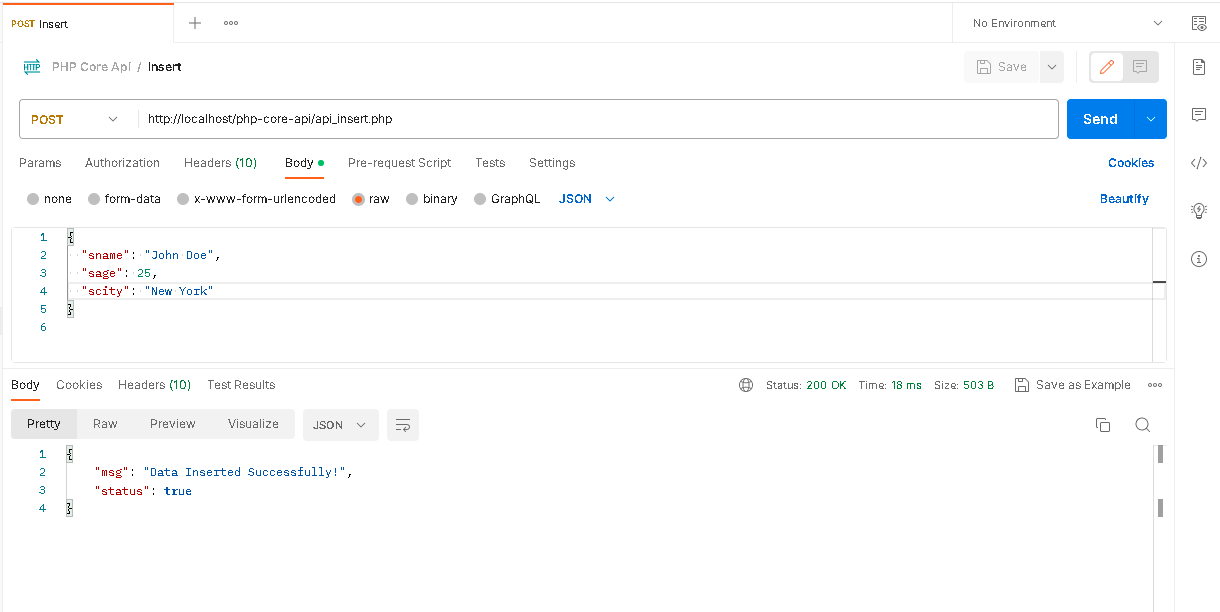 POST Insert
No Environment
HTTP PHP Core Api / Insert
Save
POST http://localhost/php-core-api/api_insert.php Send
Params Authorization Headers (10) Body Pre-request Script Tests Settings Cookies
none form-data x-www-form-urlencoded raw binary GraphQL JSON Beautify
1 {
2 "sname": "John Doe",
3 "sage": 25,
4 "scity": "New York"
5 }
6
Body Cookies Headers (10) Test Results Status: 200 OK Time: 18 ms Size: 503 B Save as Example
Pretty Raw Preview Visualize JSON
1 {
2 "msg": "Data Inserted Successfully!",
3 "status": true
4 }